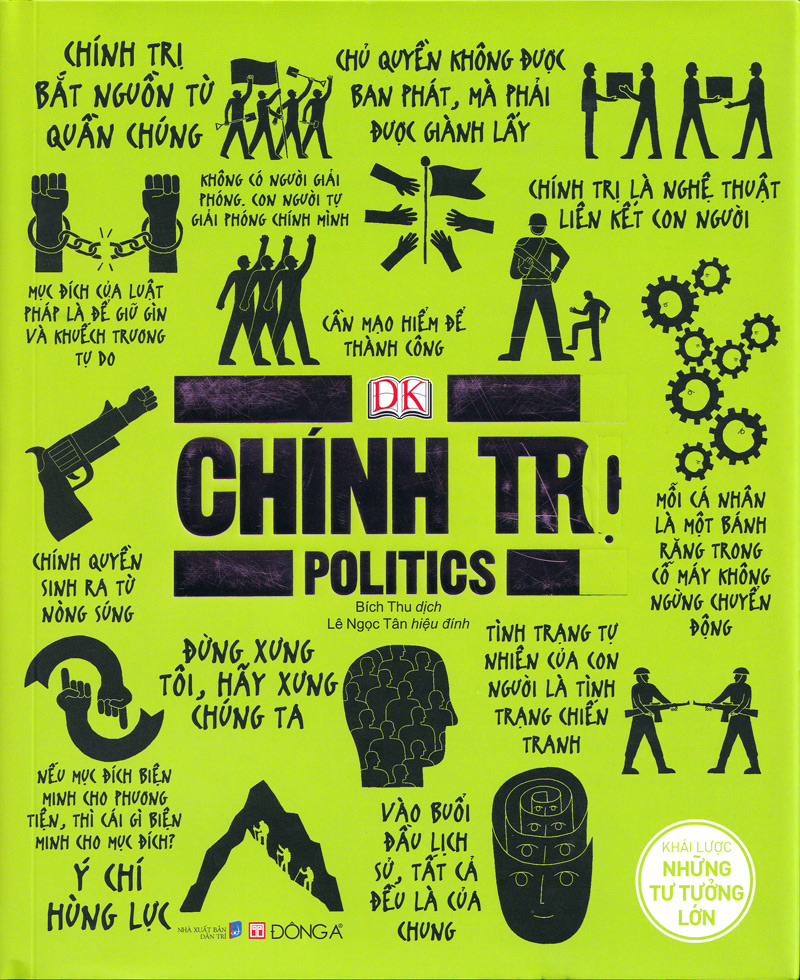 CHÍNH TRỊ
BẮT NGUỒN TỪ
QUẦN CHÚNG
CHỦ QUYỀN KHÔNG ĐƯỢC
BAN PHÁT, MÀ PHẢI
ĐƯỢC GIÀNH LẤY
KHÔNG CÓ NGƯỜI GIẢI
PHÓNG. CON NGƯỜI TỰ
GIẢI PHÓNG CHÍNH MÌNH
CHÍNH TRỊ LÀ NGHỆ THUẬT
LIÊN KẾT CON NGƯỜI
MỤC ĐÍCH CỦA LUẬT
PHÁP LÀ ĐỂ GIỮ GÌN
VÀ KHUẾCH TRƯƠNG
TỰ DO
CẦN MẠO HIỂM ĐỂ
THÀNH CÔNG
DK
CHÍNH TRỊ
POLITICS
Bích Thu dịch
Lê Ngọc Tân hiệu đính
MỖI CÁ NHÂN
LÀ MỘT BÁNH
RĂNG TRONG
CỖ MÁY KHÔNG
NGỪNG CHUYỂN
ĐỘNG
CHÍNH QUYỀN
SINH RA TỪ
NÒNG SÚNG
ĐỪNG XƯNG
TÔI, HÃY XƯNG
CHÚNG TA
TÌNH TRẠNG TỰ
NHIÊN CỦA CON
NGƯỜI LÀ TÌNH
TRẠNG CHIẾN
TRANH
NẾU MỤC ĐÍCH BIỆN
MINH CHO PHƯƠNG
TIỆN, THÌ CÁI GÌ BIỆN
MINH CHO MỤC ĐÍCH?
Ý CHÍ
HÙNG LỰC
VÀO BUỔI
ĐẦU LỊCH
SỬ, TẤT CẢ
ĐỀU LÀ CỦA
CHUNG
KHÁI LƯỢC
NHỮNG
TƯ TƯỞNG
LỚN
NHÀ XUẤT BẢN
DÂN TRÍ
ĐÔNG A